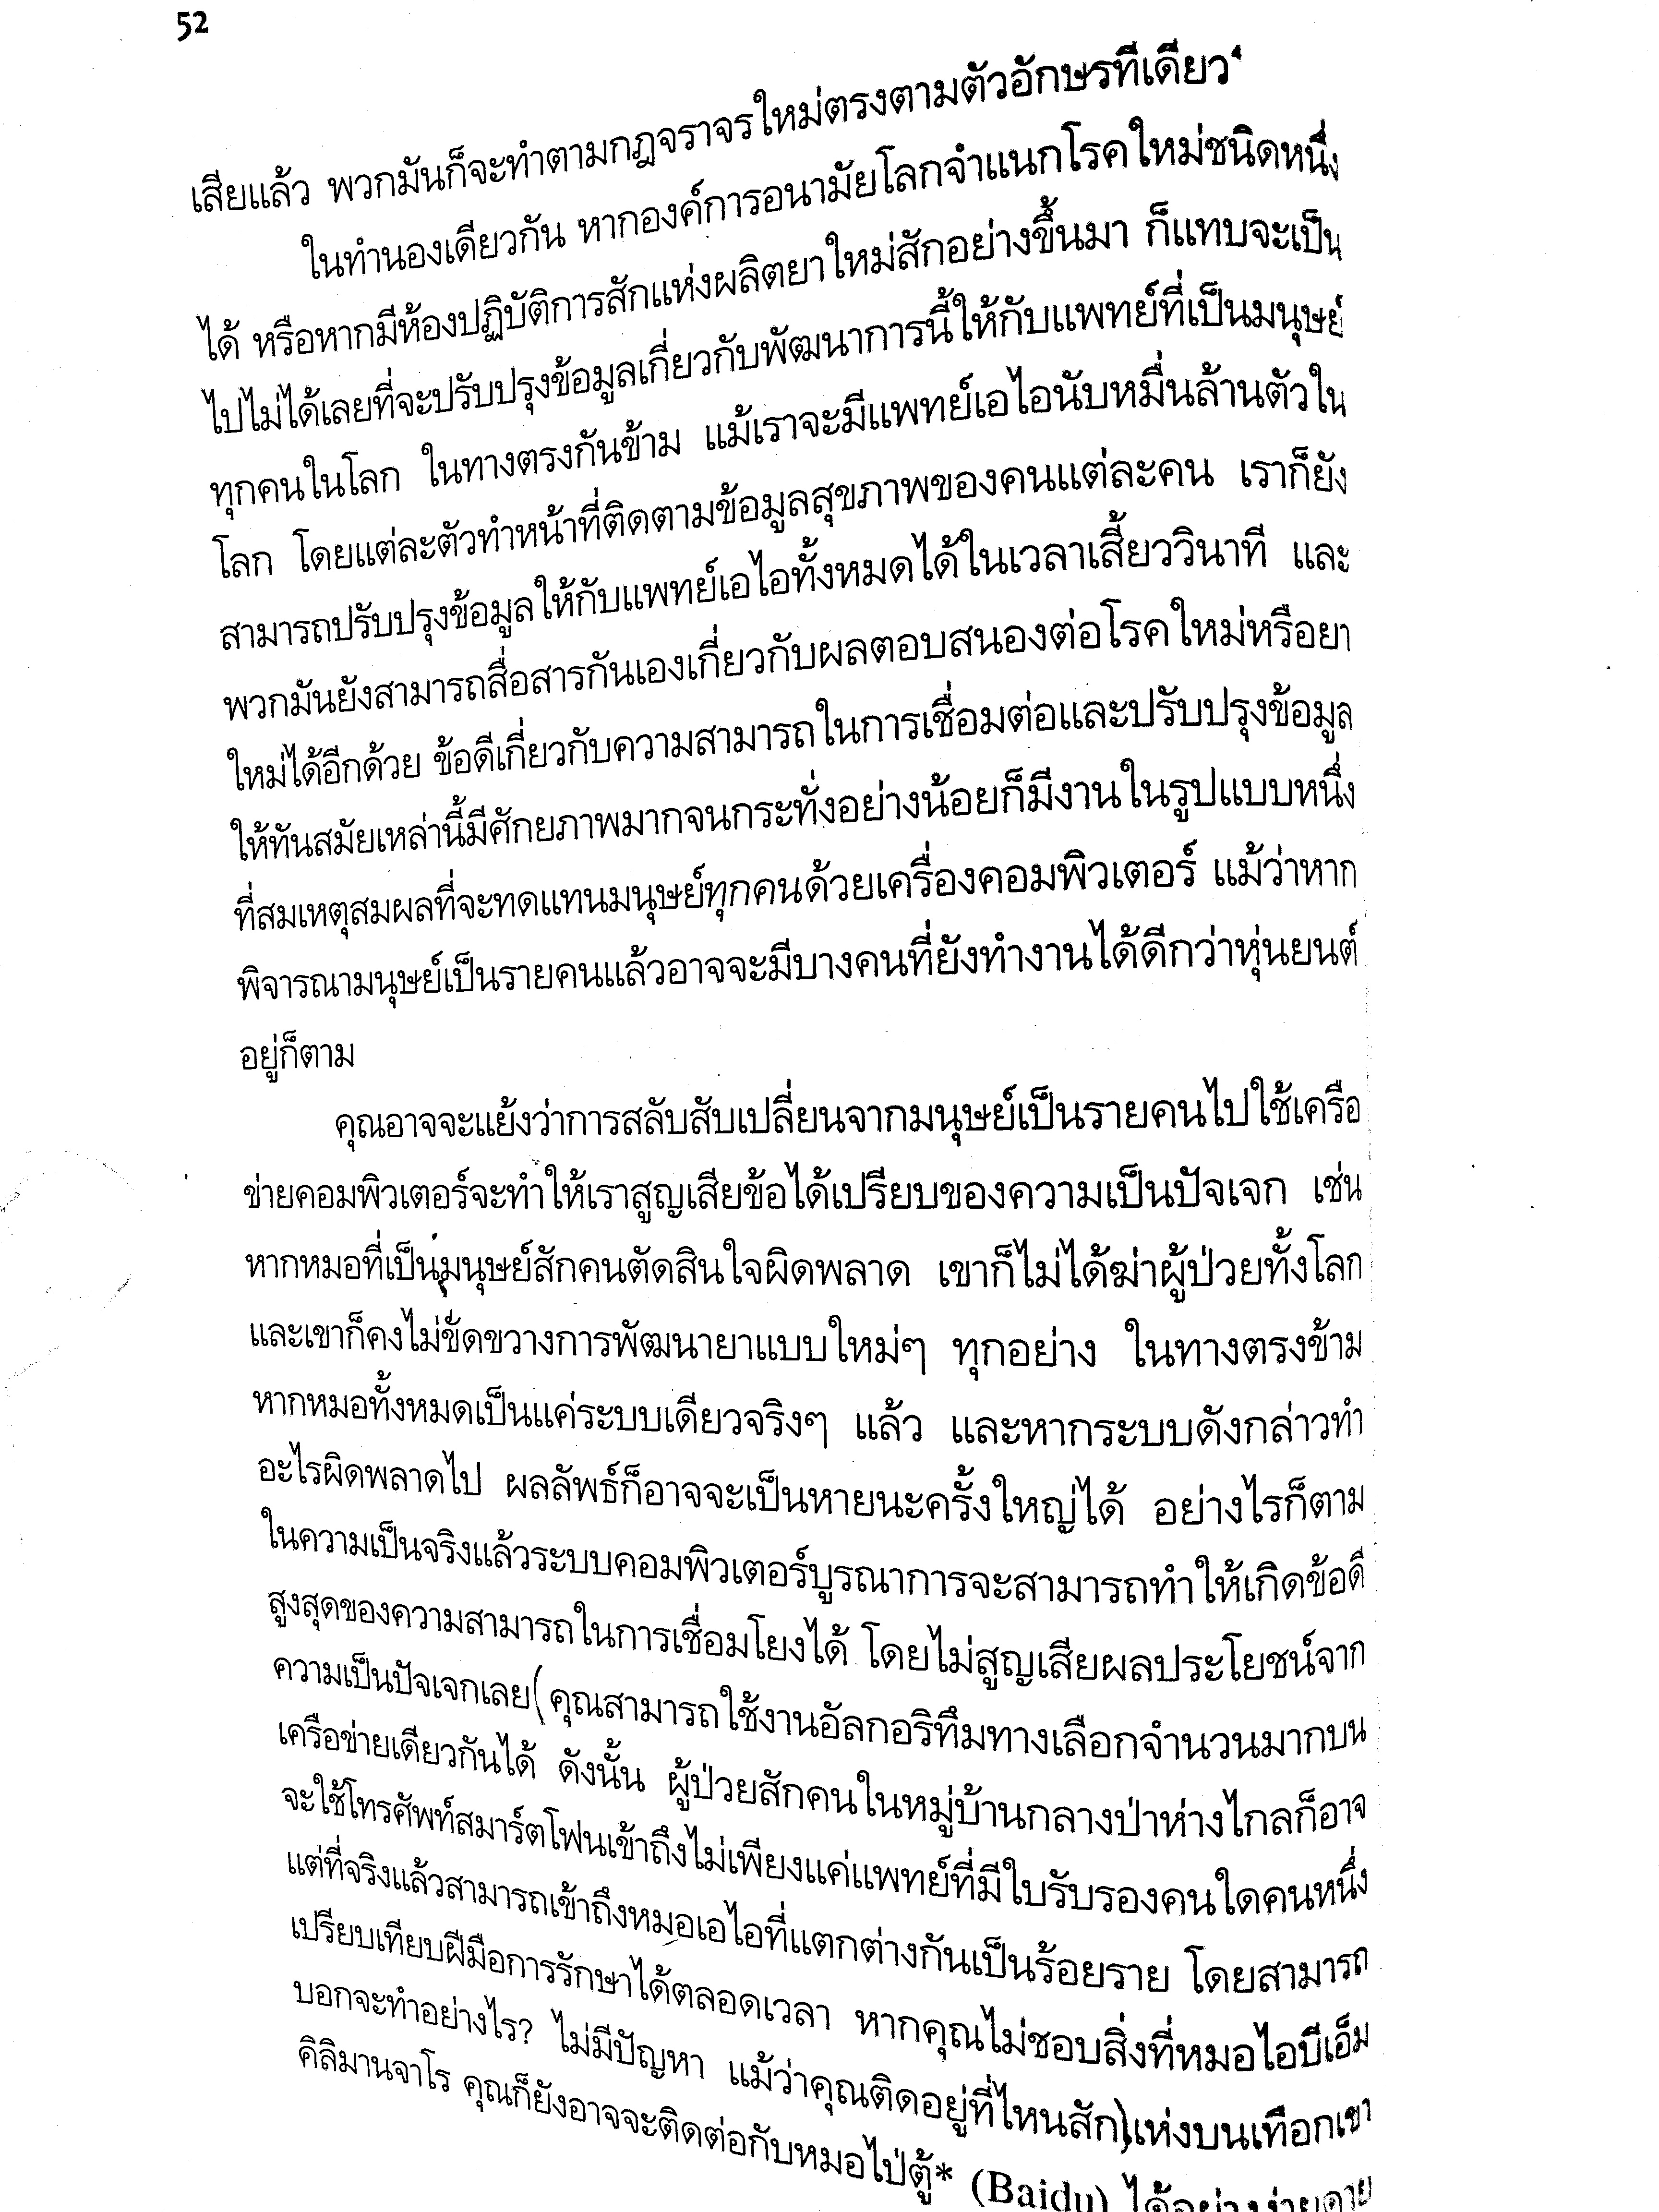 52
เสียแล้ว พวกมันก็จะทำตามกฎจราจรใหม่ตรงตามตัวอักษรทีเดียว⁴
ในทำนองเดียวกัน หากองค์การอนามัยโลกจำแนกโรคใหม่ชนิดหนึ่ง
ได้ หรือหากมีห้องปฏิบัติการสักแห่งผลิตยาใหม่สักอย่างขึ้นมา ก็แทบจะเป็น
ไปไม่ได้เลยที่จะปรับปรุงข้อมูลเกี่ยวกับพัฒนาการนี้ให้กับแพทย์ที่เป็นมนุษย์
ทุกคนในโลก ในทางตรงกันข้าม แม้เราจะมีแพทย์เอไอนับหมื่นล้านตัวใน
โลก โดยแต่ละตัวทำหน้าที่ติดตามข้อมูลสุขภาพของคนแต่ละคน เราก็ยัง
สามารถปรับปรุงข้อมูลให้กับแพทย์เอไอทั้งหมดได้ในเวลาเสี้ยววินาที และ
พวกมันยังสามารถสื่อสารกันเองเกี่ยวกับผลตอบสนองต่อโรคใหม่หรือยา
ใหม่ได้อีกด้วย ข้อดีเกี่ยวกับความสามารถในการเชื่อมต่อและปรับปรุงข้อมูล
ให้ทันสมัยเหล่านี้มีศักยภาพมากจนกระทั่งอย่างน้อยก็มีงานในรูปแบบหนึ่ง
ที่สมเหตุสมผลที่จะทดแทนมนุษย์ทุกคนด้วยเครื่องคอมพิวเตอร์ แม้ว่าหาก
พิจารณามนุษย์เป็นรายคนแล้วอาจจะมีบางคนที่ยังทำงานได้ดีกว่าหุ่นยนต์
อยู่ก็ตาม
คุณอาจจะแย้งว่าการสลับสับเปลี่ยนจากมนุษย์เป็นรายคนไปใช้เครือ
ข่ายคอมพิวเตอร์จะทำให้เราสูญเสียข้อได้เปรียบของความเป็นปัจเจก เช่น
หากหมอที่เป็นมนุษย์สักคนตัดสินใจผิดพลาด เขาก็ไม่ได้ฆ่าผู้ป่วยทั้งโลก
และเขาก็คงไม่ขัดขวางการพัฒนายาแบบใหม่ๆ ทุกอย่าง ในทางตรงข้าม
หากหมอทั้งหมดเป็นแค่ระบบเดียวจริงๆ แล้ว และหากระบบดังกล่าวทำ
อะไรผิดพลาดไป ผลลัพธ์ก็อาจจะเป็นหายนะครั้งใหญ่ได้ อย่างไรก็ตาม
ในความเป็นจริงแล้วระบบคอมพิวเตอร์บูรณาการจะสามารถทำให้เกิดข้อดี
สูงสุดของความสามารถในการเชื่อมโยงได้ โดยไม่สูญเสียผลประโยชน์จาก
ความเป็นปัจเจกเลย (คุณสามารถใช้งานอัลกอริทึมทางเลือกจำนวนมากบน
เครือข่ายเดียวกันได้ ดังนั้น ผู้ป่วยสักคนในหมู่บ้านกลางป่าห่างไกลก็อาจ
จะใช้โทรศัพท์สมาร์ตโฟนเข้าถึงไม่เพียงแค่แพทย์ที่มีใบรับรองคนใดคนหนึ่ง
แต่ที่จริงแล้วสามารถเข้าถึงหมอเอไอที่แตกต่างกันเป็นร้อยราย โดยสามารถ
เปรียบเทียบฝีมือการรักษาได้ตลอดเวลา หากคุณไม่ชอบสิ่งที่หมอไอบีเอ็ม
บอกจะทำอย่างไร? ไม่มีปัญหา แม้ว่าคุณติดอยู่ที่ไหนสัก)แห่งบนเทือกเขา
คิลิมานจาโร คุณก็ยังอาจจะติดต่อกับหมอไป่ตู้* (Baidu) ได้อย่างง่ายดาย